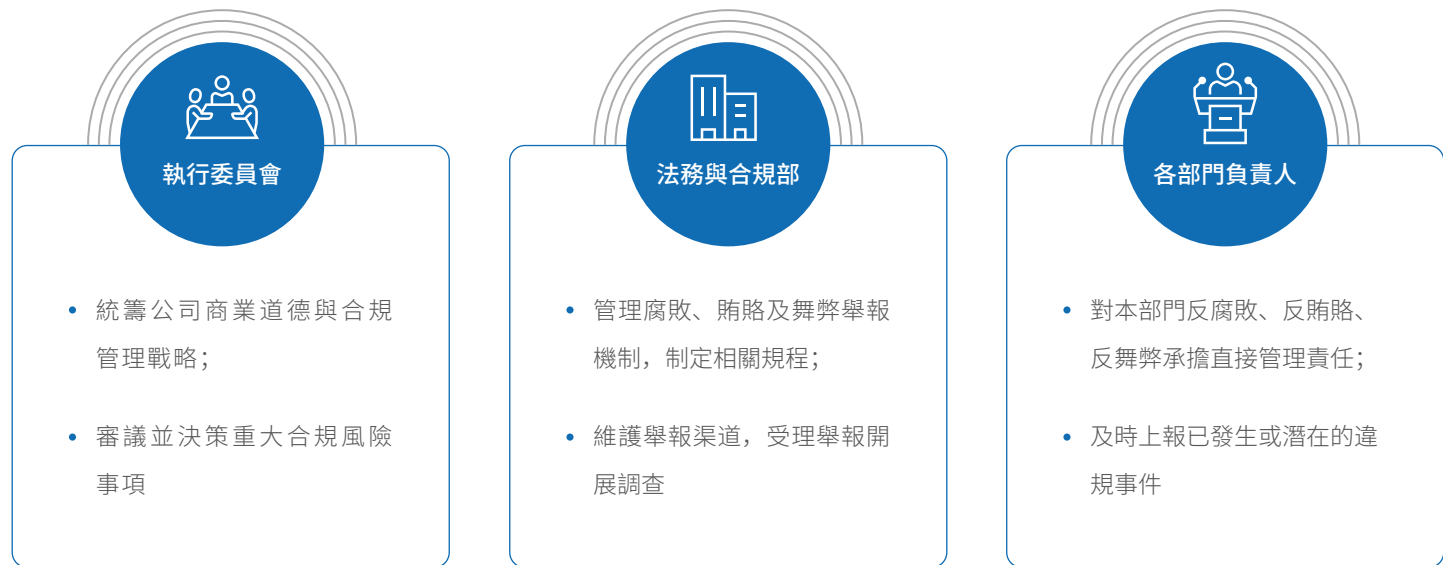 執行委員會
統籌公司商業道德與合規
管理戰略；
審議並決策重大合規風險
事項
法務與合規部
管理腐敗、賄賂及舞弊舉報
機制，制定相關規程；
維護舉報渠道，受理舉報開
展調查
各部門負責人
對本部門反腐敗、反賄賂、
反舞弊承擔直接管理責任；
及時上報已發生或潛在的違
規事件